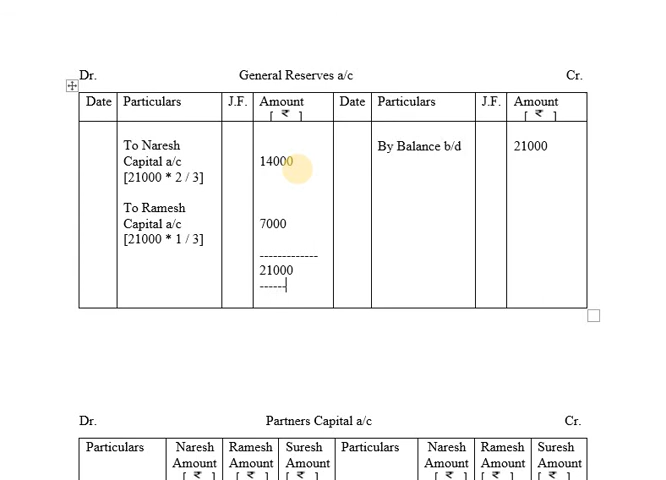 Dr. General Reserves a/c Cr.
Date Particulars J.F. Amount [ ₹ ] Date Particulars J.F. Amount [ ₹ ]
To Naresh
Capital a/c 14000
[21000 * 2 / 3]
By Balance b/d 21000
To Ramesh
Capital a/c 7000
[21000 * 1 / 3]
-------------
21000
------
Dr. Partners Capital a/c Cr.
Particulars Naresh Ramesh Suresh Particulars Naresh Ramesh Suresh
Amount Amount Amount Amount Amount Amount
[ ₹ ] [ ₹ ] [ ₹ ] [ ₹ ] [ ₹ ] [ ₹ ]